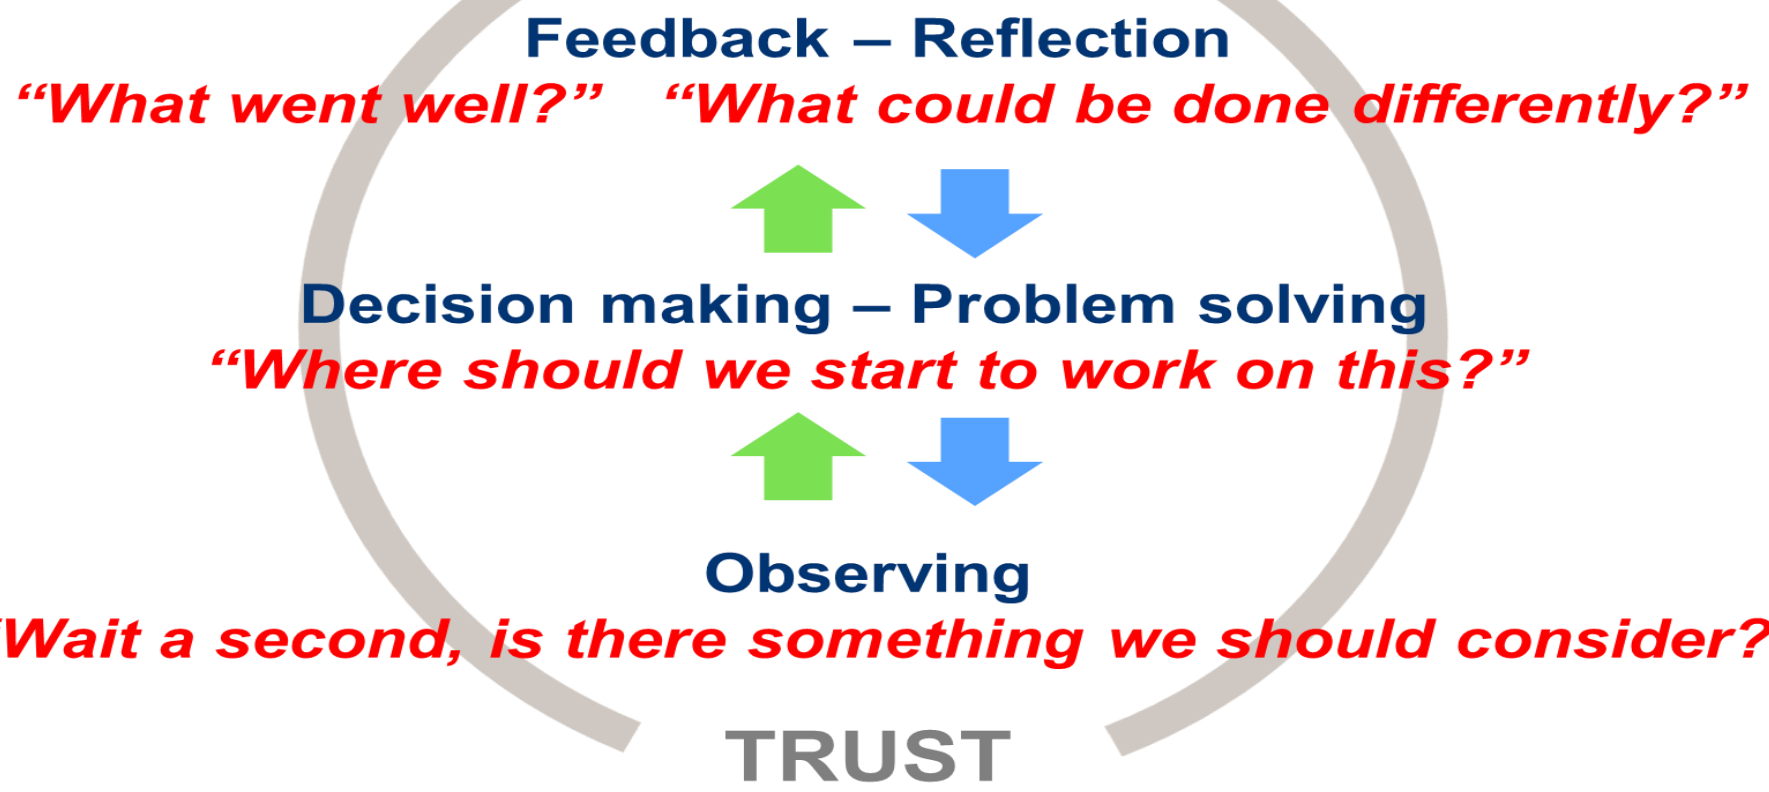 Feedback – Reflection
“What went well?” “What could be done differently?”
Decision making – Problem solving
“Where should we start to work on this?”
Observing
“Wait a second, is there something we should consider?
TRUST